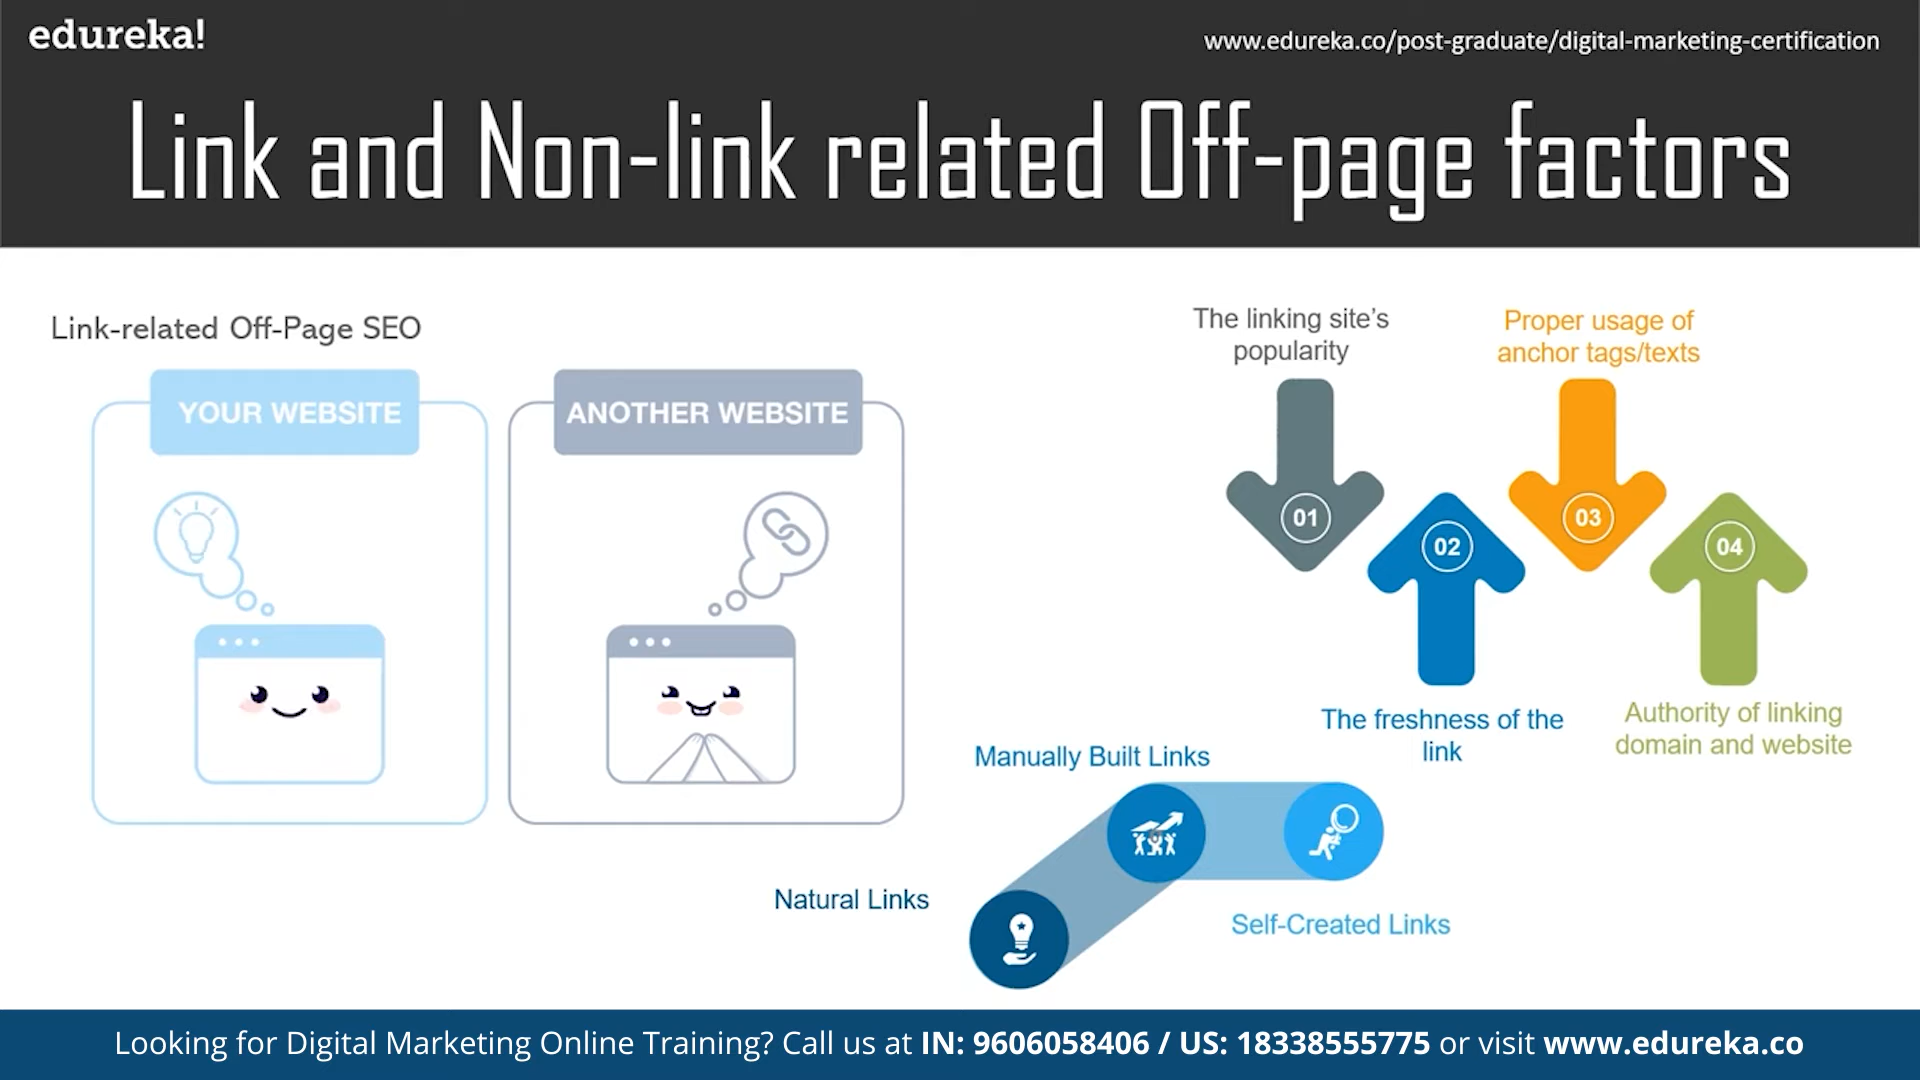 edureka!
www.edureka.co/post-graduate/digital-marketing-certification
Link and Non-link related Off-page factors
Link-related Off-Page SEO
YOUR WEBSITE
ANOTHER WEBSITE
The linking site's
popularity
Proper usage of
anchor tags/texts
01
02
03
04
The freshness of the
link
Authority of linking
domain and website
Manually Built Links
Natural Links
Self-Created Links
Looking for Digital Marketing Online Training? Call us at IN: 9606058406 / US: 18338555775 or visit www.edureka.co